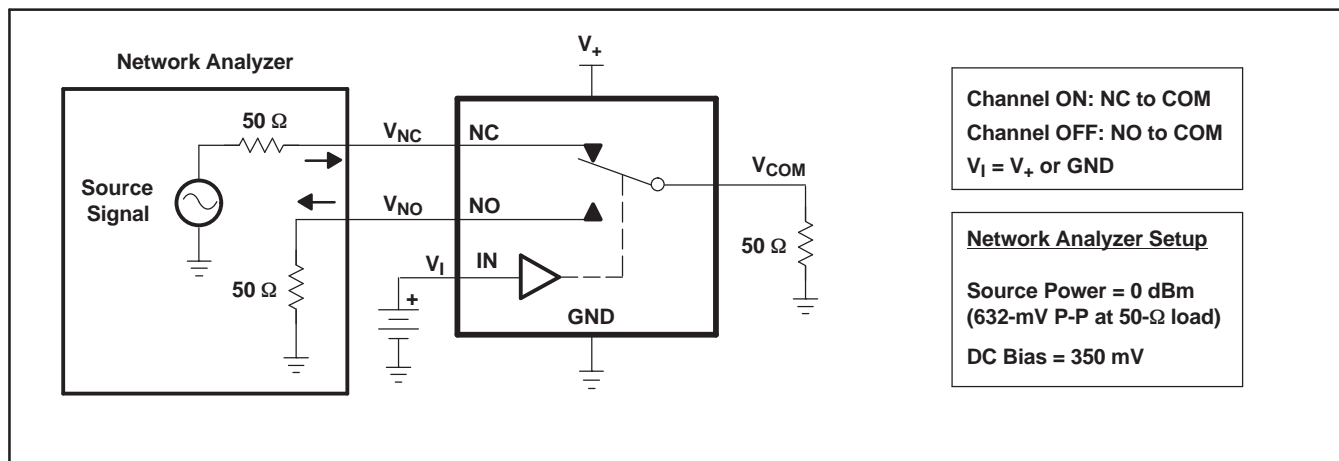 V+
Network Analyzer
50 Ω
VNC
NC
Source
Signal
VNO
NO
VCOM
50 Ω
50 Ω
VI
IN
+
GND
Channel ON: NC to COM
Channel OFF: NO to COM
VI = V+ or GND
Network Analyzer Setup
Source Power = 0 dBm
(632-mV P-P at 50-Ω load)
DC Bias = 350 mV